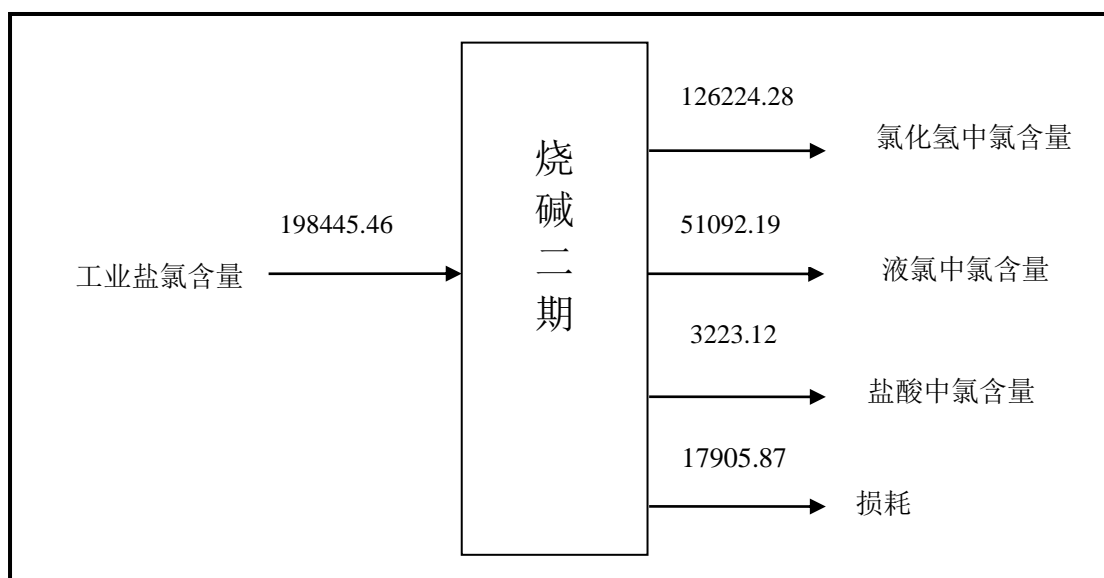 工业盐氯含量
198445.46
烧
碱
二
期
126224.28
氯化氢中氯含量
51092.19
液氯中氯含量
3223.12
盐酸中氯含量
17905.87
损耗